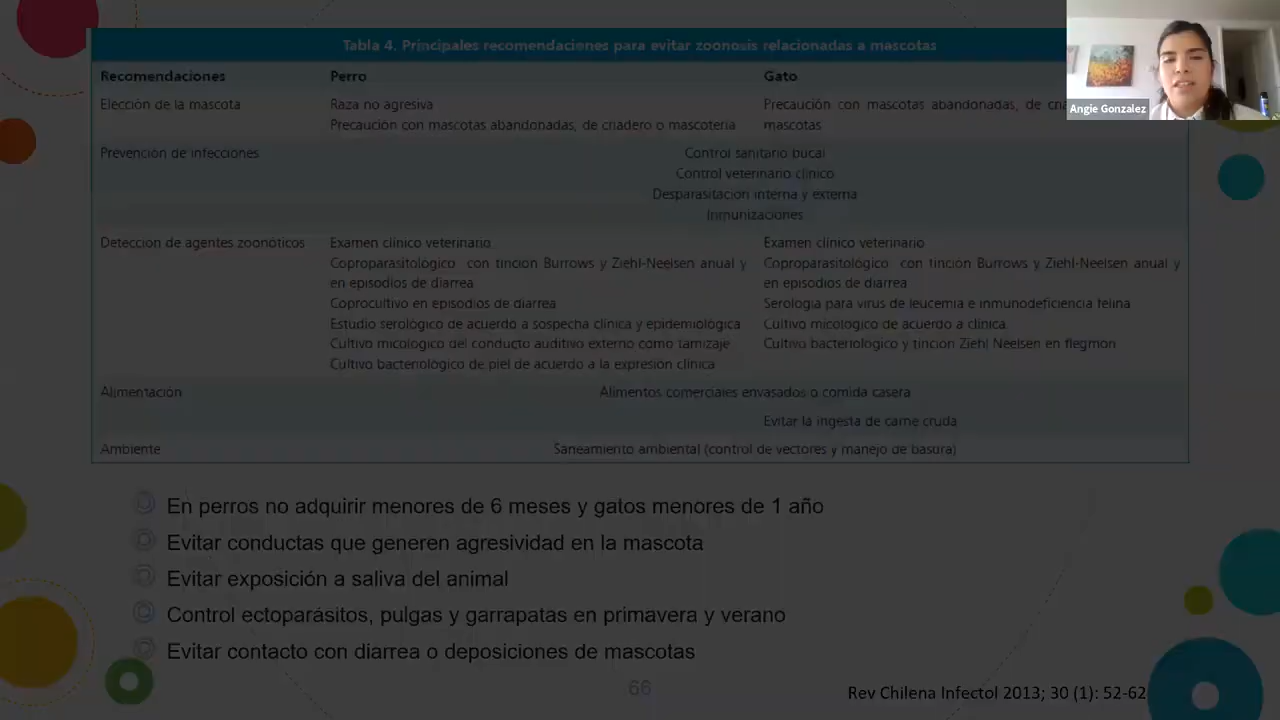 Tabla 4. Principales recomendaciones para evitar zoonosis relacionadas a mascotas
Recomendaciones Perro Gato
Elección de la mascota Raza no agresiva Precaución con mascotas abandonadas, de
Precaución con mascotas abandonadas, de criadero o mascotería mascotas
Prevención de infecciones Control sanitario bucal
Control veterinario clínico
Desparasitación interna y externa
Inmunizaciones
Detección de agentes zoonóticos Examen clínico veterinario Examen clínico veterinario
Coproparasitológico con tinción Burrows y Ziehl-Neelsen anual y Coproparasitológico con tinción Burrows y Ziehl-Neelsen anual y
en episodios de diarrea en episodios de diarrea
Coprocultivo en episodios de diarrea Serología para virus de leucemia e inmunodeficiencia felina
Estudio serológico de acuerdo a sospecha clínica y epidemiológica Cultivo micológico de acuerdo a clínica
Cultivo micológico del conducto auditivo externo como tamizaje Cultivo bacteriológico y tinción Ziehl Neelsen en flegmón
Cultivo bacteriológico de piel de acuerdo a la expresión clínica
Alimentación Alimentos comerciales envasados o comida casera
Evitar la ingesta de carne cruda
Ambiente Saneamiento ambiental (control de vectores y manejo de basura)
En perros no adquirir menores de 6 meses y gatos menores de 1 año
Evitar conductas que generen agresividad en la mascota
Evitar exposición a saliva del animal
Control ectoparásitos, pulgas y garrapatas en primavera y verano
Evitar contacto con diarrea o deposiciones de mascotas
66
Rev Chilena Infectol 2013; 30 (1): 52-62
Angie Gonzalez